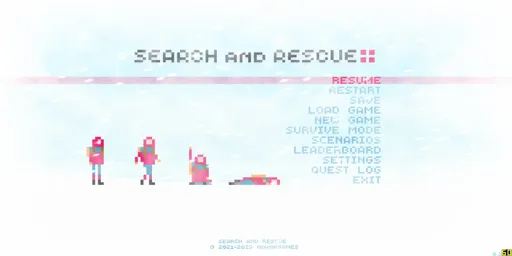 SEARCH AND RESCUE
RESUME
RESTART
SAVE
LOAD GAME
NEW GAME
SURVIVE MODE
SCENARIOS
LEADERBOARD
SETTINGS
QUEST LOG
EXIT
SEARCH AND RESCUE
60